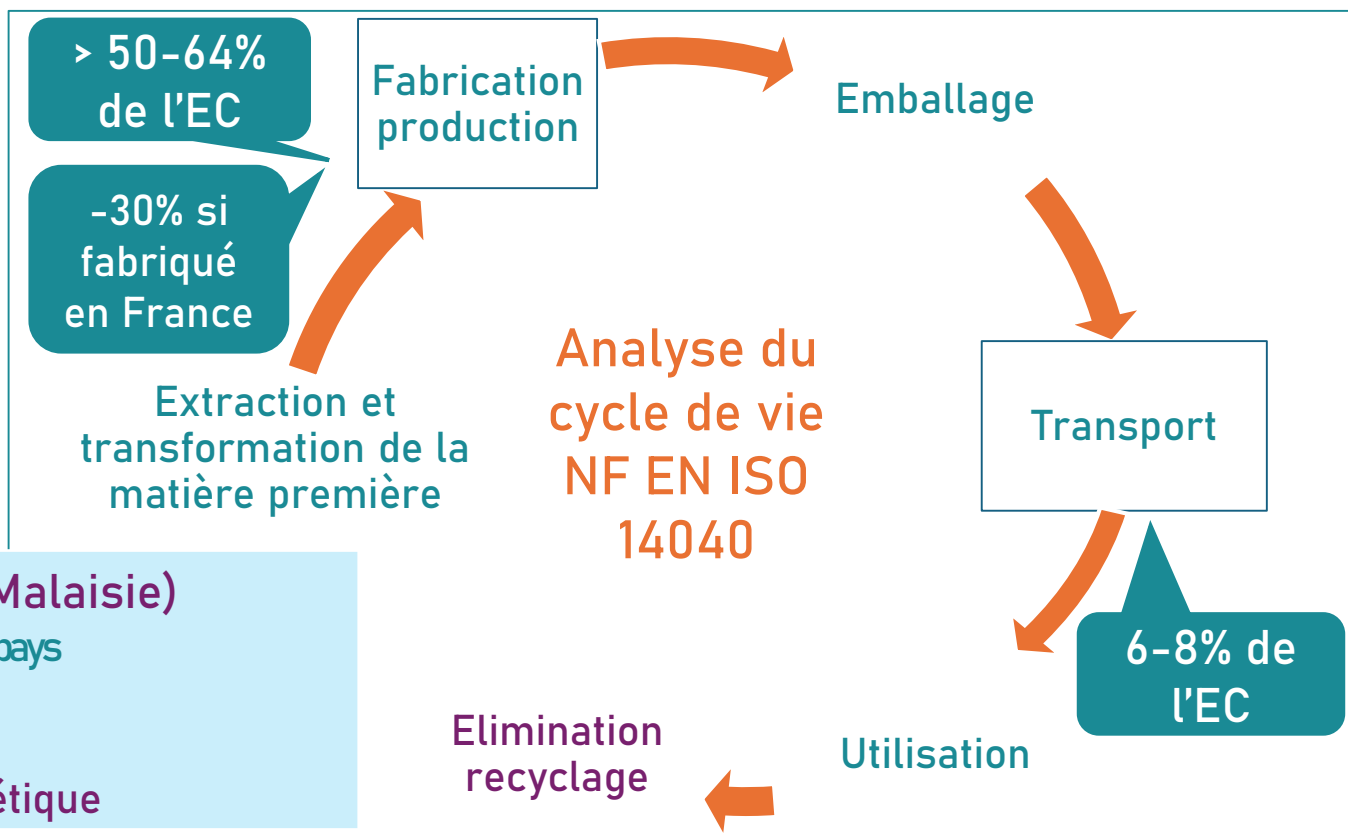 > 50-64%
de l'EC
Fabrication
production
Emballage
-30% si
fabriqué
en France
Extraction et
transformation de la
matière première
Analyse du
cycle de vie
NF EN ISO
14040
Transport
6-8% de
l'EC
Utilisation
Elimination
recyclage
Malaisie)
pays
étique